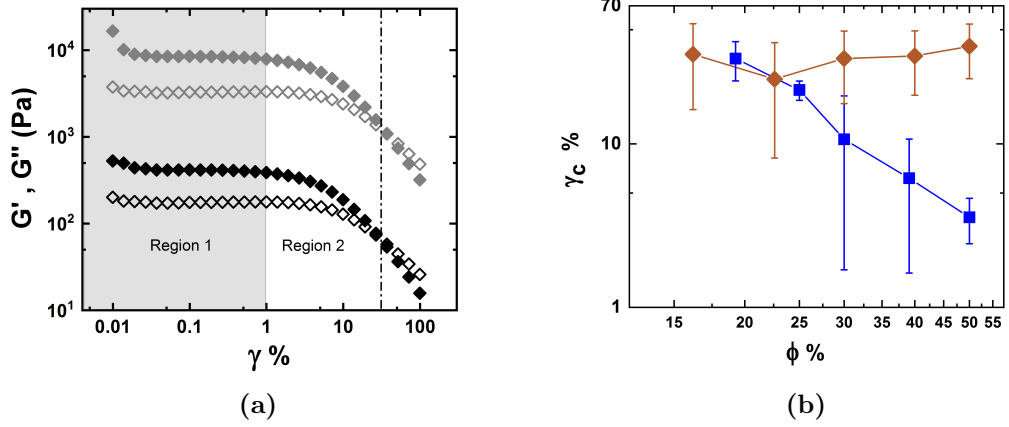 G' , G'' (Pa)
10⁴
10³
10²
10¹
Region 1
Region 2
0.01
0.1
1
10
100
γ %
(a)
γc %
70
10
1
15
20
25
30
35
40
45
50
55
ϕ %
(b)